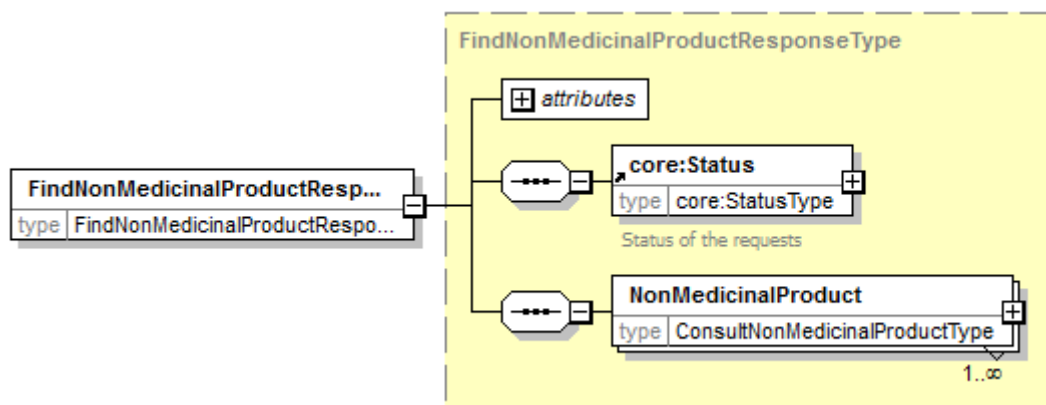 FindNonMedicinalProductResponseType
attributes
core:Status
type core:StatusType
Status of the requests
FindNonMedicinalProductResp...
type FindNonMedicinalProductRespo...
NonMedicinalProduct
type ConsultNonMedicinalProductType
1..∞